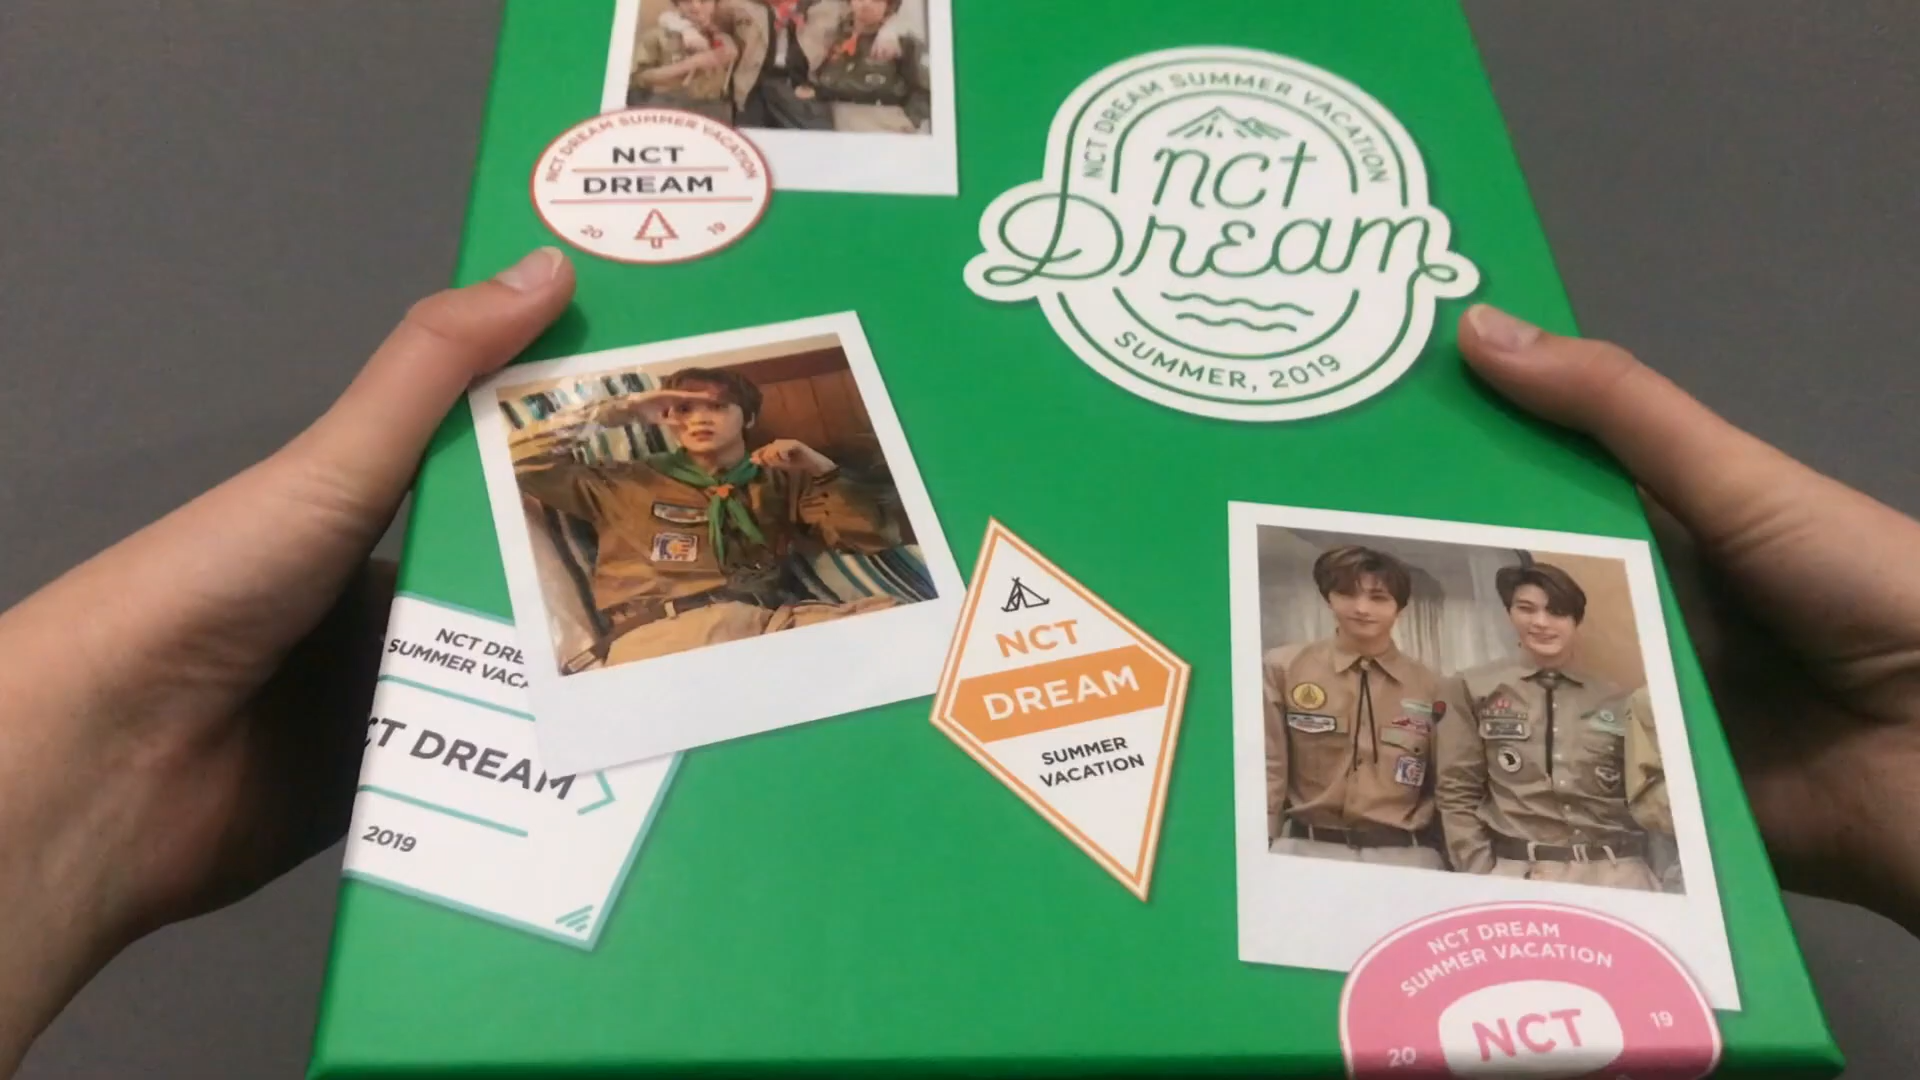 NCT DREAM SUMMER VACATION
NCT
DREAM
20 19
NCT DREAM SUMMER VACATION
nct
Dream
SUMMER, 2019
NCT
DREAM
SUMMER
VACATION
NCT DRE
SUMMER VACA
CT DREAM
2019
NCT DREAM
SUMMER VACATION
20 NCT 19